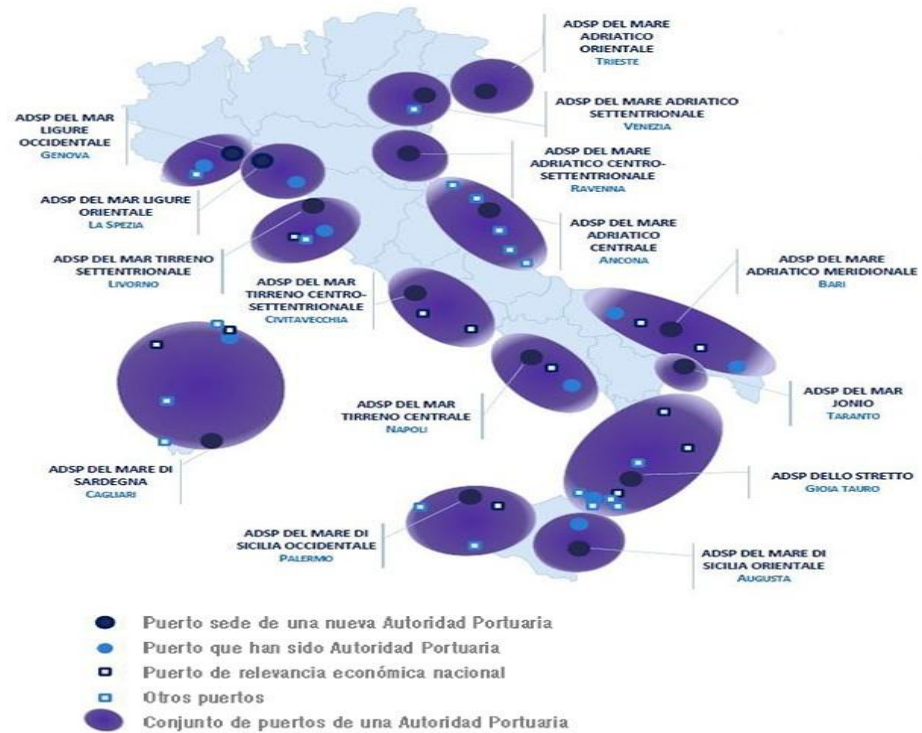 ADSP DEL MARE
ADRIATICO
ORIENTALE
TRIESTE
ADSP DEL MARE ADRIATICO
SETTENTRIONALE
VENEZIA
ADSP DEL MAR
LIGURE
OCCIDENTALE
GENOVA
ADSP DEL MARE
ADRIATICO CENTRO-
SETTENTRIONALE
RAVENNA
ADSP DEL MAR LIGURE
ORIENTALE
LA SPEZIA
ADSP DEL MARE
ADRIATICO
CENTRALE
ANCONA
ADSP DEL MAR TIRRENO
SETTENTRIONALE
LIVORNO
ADSP DEL MARE
ADRIATICO MERIDIONALE
BARI
ADSP DEL MAR
TIRRENO CENTRO-
SETTENTRIONALE
CIVITAVECCHIA
ADSP DEL MAR
TIRRENO CENTRALE
NAPOLI
ADSP DEL MAR
JONIO
TARANTO
ADSP DEL MARE DI
SARDEGNA
CAGLIARI
ADSP DELLO STRETTO
GIOIA TAURO
ADSP DEL MARE DI
SICILIA OCCIDENTALE
PALERMO
ADSP DEL MARE DI
SICILIA ORIENTALE
AUGUSTA
Puerto sede de una nueva Autoridad Portuaria
Puerto que han sido Autoridad Portuaria
Puerto de relevancia económica nacional
Otros puertos
Conjunto de puertos de una Autoridad Portuaria